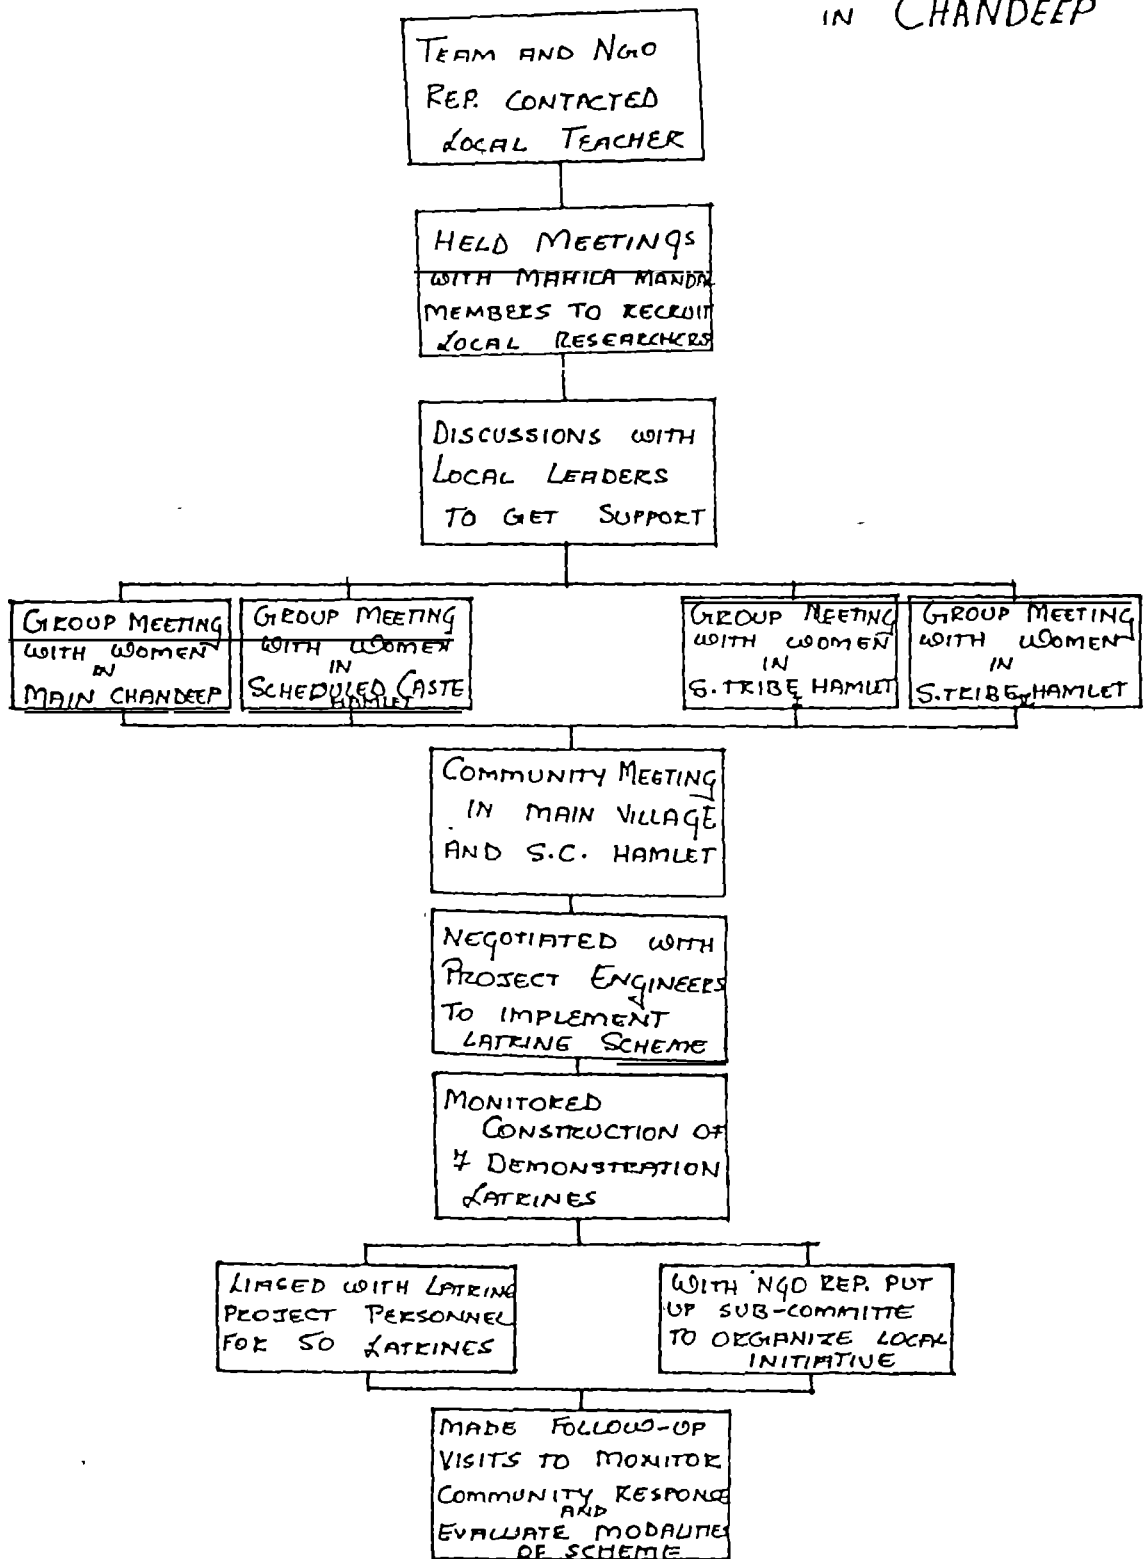 IN CHANDEEP
TEAM AND NGO
REP. CONTACTED
LOCAL TEACHER
HELD MEETINGS
WITH MAHILA MANDAL
MEMBERS TO RECRUIT
LOCAL RESEARCHERS
DISCUSSIONS WITH
LOCAL LEADERS
TO GET SUPPORT
GROUP MEETING
WITH WOMEN
IN
MAIN CHANDEEP
GROUP MEETING
WITH WOMEN
IN
SCHEDULED CASTE
HAMLET
GROUP MEETING
WITH WOMEN
IN
S.TRIBE HAMLET
I
GROUP MEETING
WITH WOMEN
IN
S.TRIBE HAMLET
COMMUNITY MEETING
IN MAIN VILLAGE
AND S.C. HAMLET
NEGOTIATED WITH
PROJECT ENGINEERS
TO IMPLEMENT
LATRINE SCHEME
MONITORED
CONSTRUCTION OF
7 DEMONSTRATION
LATRINES
LIASED WITH LATRINE
PROJECT PERSONNEL
FOR 50 LATRINES
WITH NGO REP. PUT
UP SUB-COMMITTE
TO ORGANIZE LOCAL
INITIATIVE
MADE FOLLOW-UP
VISITS TO MONITOR
COMMUNITY RESPONSE
AND
EVALUATE MODALITIES
OF SCHEME